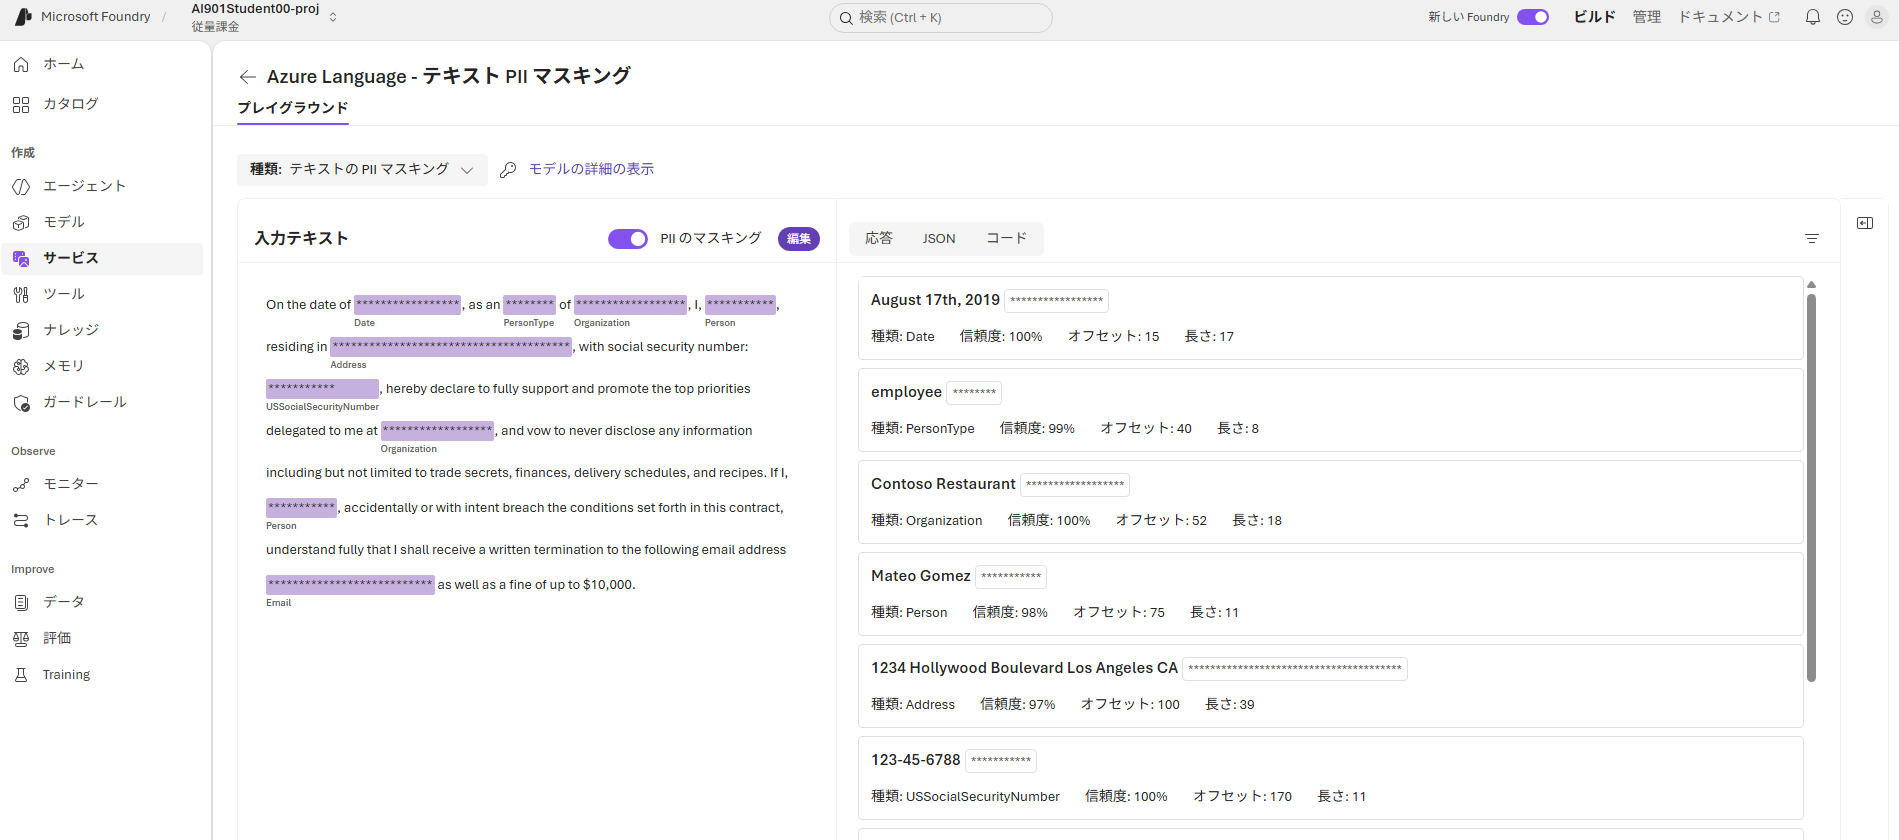 Microsoft Foundry / AI901Student00-proj
従量課金
検索 (Ctrl + K)
新しい Foundry ビルド 管理 ドキュメント
ホーム
カタログ
作成
エージェント
モデル
サービス
ツール
ナレッジ
メモリ
ガードレール
Observe
モニター
トレース
Improve
データ
評価
Training
Azure Language - テキスト PII マスキング
プレイグラウンド
種類: テキストの PII マスキング モデルの詳細の表示
入力テキスト PII のマスキング 編集
On the date of *****************, as an ******** of ******************, I, ***********,
Date PersonType Organization Person
residing in ***************************************, with social security number:
Address
***********, hereby declare to fully support and promote the top priorities
USSocialSecurityNumber
delegated to me at ******************, and vow to never disclose any information
Organization
including but not limited to trade secrets, finances, delivery schedules, and recipes. If I,
***********, accidentally or with intent breach the conditions set forth in this contract,
Person
understand fully that I shall receive a written termination to the following email address
*************************** as well as a fine of up to $10,000.
Email
応答 JSON コード
August 17th, 2019 *****************
種類: Date 信頼度: 100% オフセット: 15 長さ: 17
employee ********
種類: PersonType 信頼度: 99% オフセット: 40 長さ: 8
Contoso Restaurant ******************
種類: Organization 信頼度: 100% オフセット: 52 長さ: 18
Mateo Gomez ***********
種類: Person 信頼度: 98% オフセット: 75 長さ: 11
1234 Hollywood Boulevard Los Angeles CA ***************************************
種類: Address 信頼度: 97% オフセット: 100 長さ: 39
123-45-6788 ***********
種類: USSocialSecurityNumber 信頼度: 100% オフセット: 170 長さ: 11